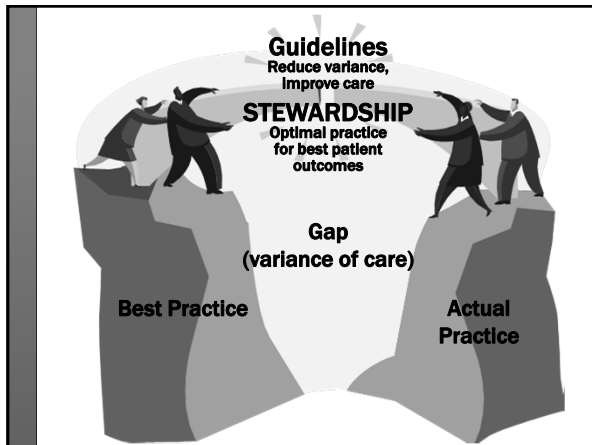 Guidelines
Reduce variance,
improve care
STEWARDSHIP
Optimal practice
for best patient
outcomes
Gap
(variance of care)
Best Practice
Actual
Practice